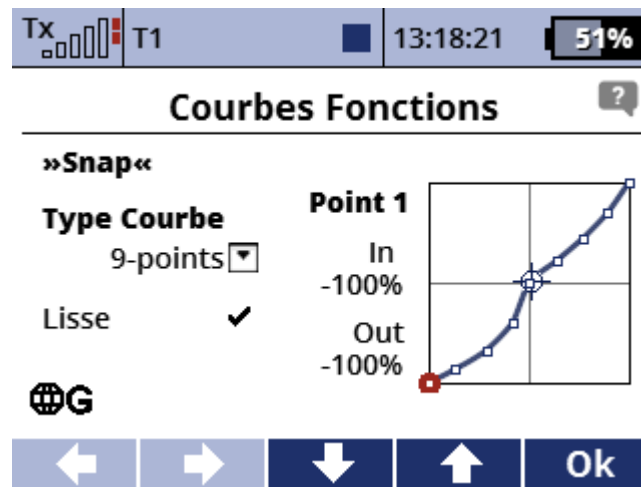 Tx T1 13:18:21 51%
Courbes Fonctions ?
»Snap«
Type Courbe
9-points
Lisse
G
Point 1
In
-100%
Out
-100%
Ok